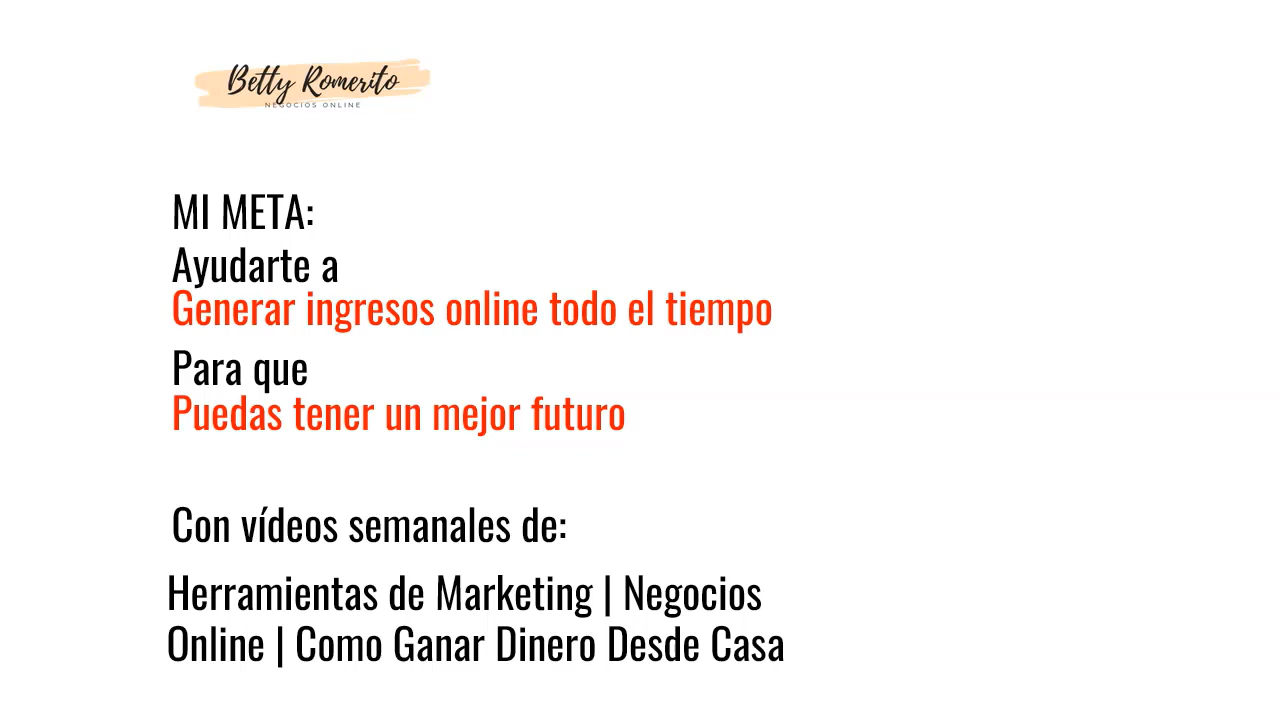 Betty Romerito
NEGOCIOS ONLINE
MI META:
Ayudarte a
Generar ingresos online todo el tiempo
Para que
Puedas tener un mejor futuro
Con vídeos semanales de:
Herramientas de Marketing | Negocios
Online | Como Ganar Dinero Desde Casa